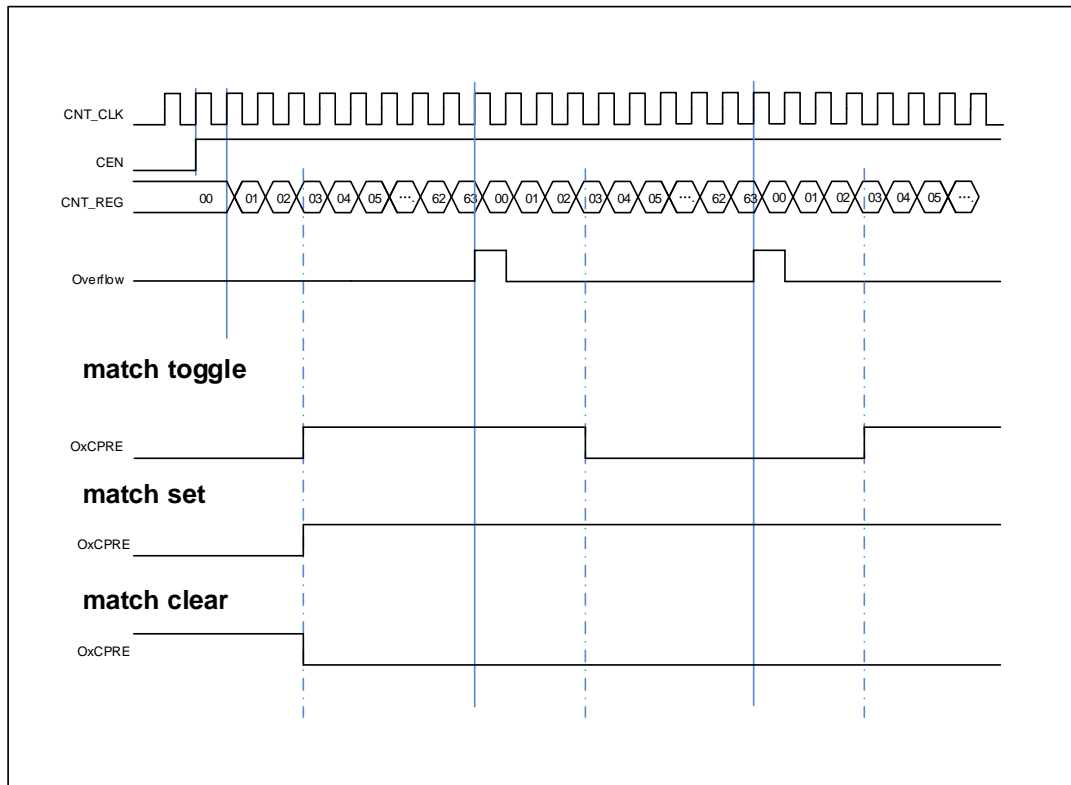 CNT_CLK
CEN
CNT_REG 00 01 02 03 04 05 ···. 62 63 00 01 02 03 04 05 ···. 62 63 00 01 02 03 04 05 ···.
Overflow
match toggle
OxCPRE
match set
OxCPRE
match clear
OxCPRE